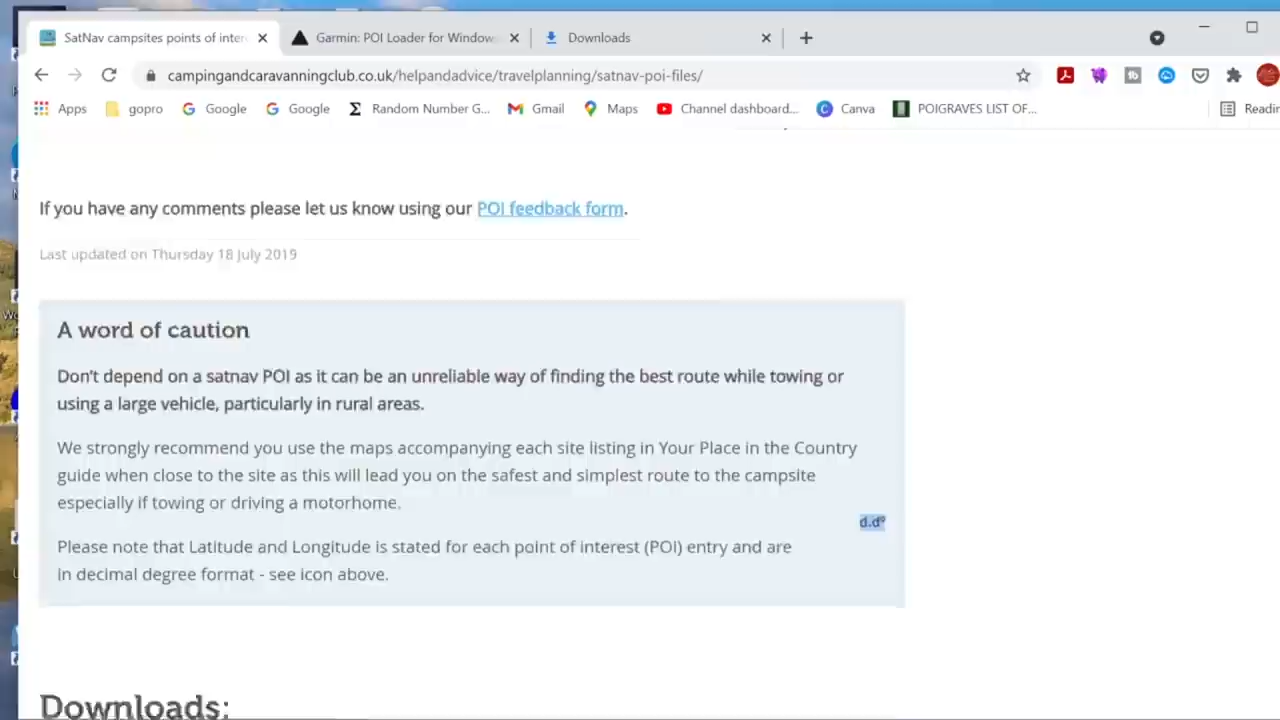 SatNav campsites points of inter
Garmin: POI Loader for Window
Downloads
campingandcaravanningclub.co.uk/helpandadvice/travelplanning/satnav-poi-files/
Apps
gopro
Google
Google
Random Number G...
Gmail
Maps
Channel dashboard...
Canva
POIGRAVES LIST OF...
Readin
If you have any comments please let us know using our POI feedback form.
Last updated on Thursday 18 July 2019
A word of caution
Don't depend on a satnav POI as it can be an unreliable way of finding the best route while towing or
using a large vehicle, particularly in rural areas.
We strongly recommend you use the maps accompanying each site listing in Your Place in the Country
guide when close to the site as this will lead you on the safest and simplest route to the campsite
especially if towing or driving a motorhome.
d.dº
Please note that Latitude and Longitude is stated for each point of interest (POI) entry and are
in decimal degree format - see icon above.
Downloads: